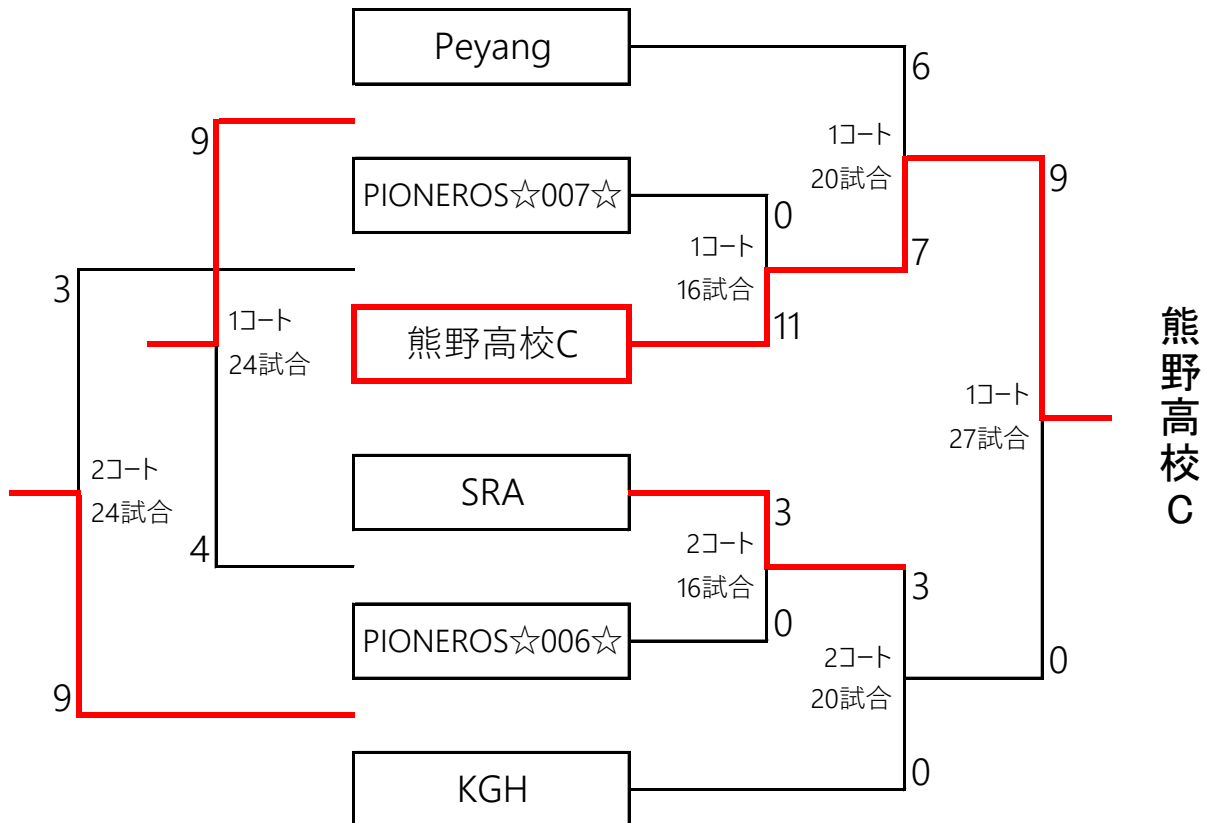 Peyang
6
9
1コート
20試合
PIONEROS☆007☆
0
9
1コート
16試合
7
3
熊野高校C
11
1コート
24試合
熊野高校C
1コート
27試合
2コート
24試合
SRA
3
4
2コート
16試合
3
PIONEROS☆006☆
0
2コート
20試合
0
9
KGH
0